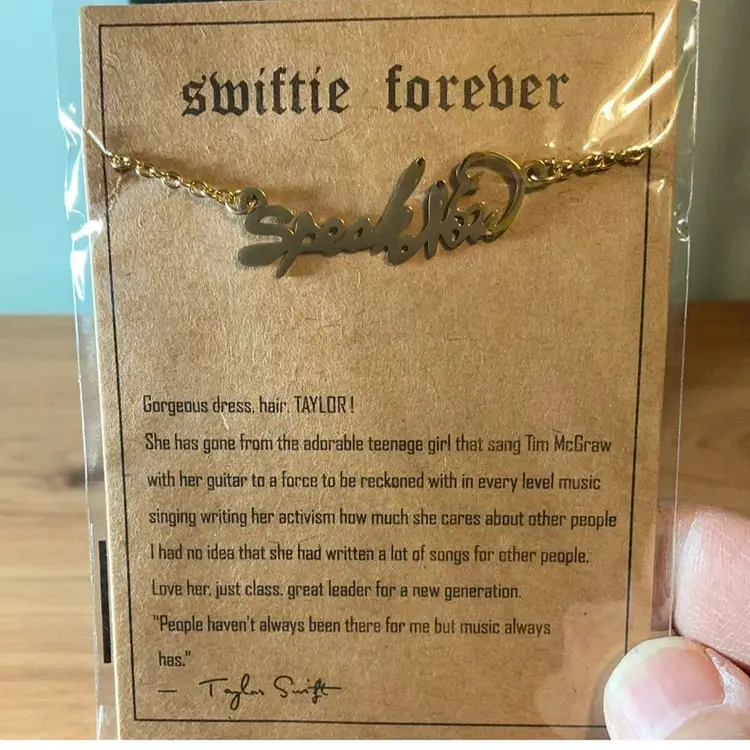 swiftie forever
Speak Now
Gorgeous dress, hair, TAYLOR!
She has gone from the adorable teenage girl that sang Tim McGraw
with her guitar to a force to be reckoned with in every level music
singing writing her activism how much she cares about other people
I had no idea that she had written a lot of songs for other people.
Love her, just class, great leader for a new generation.
"People haven't always been there for me but music always
has."
— Taylor Swift